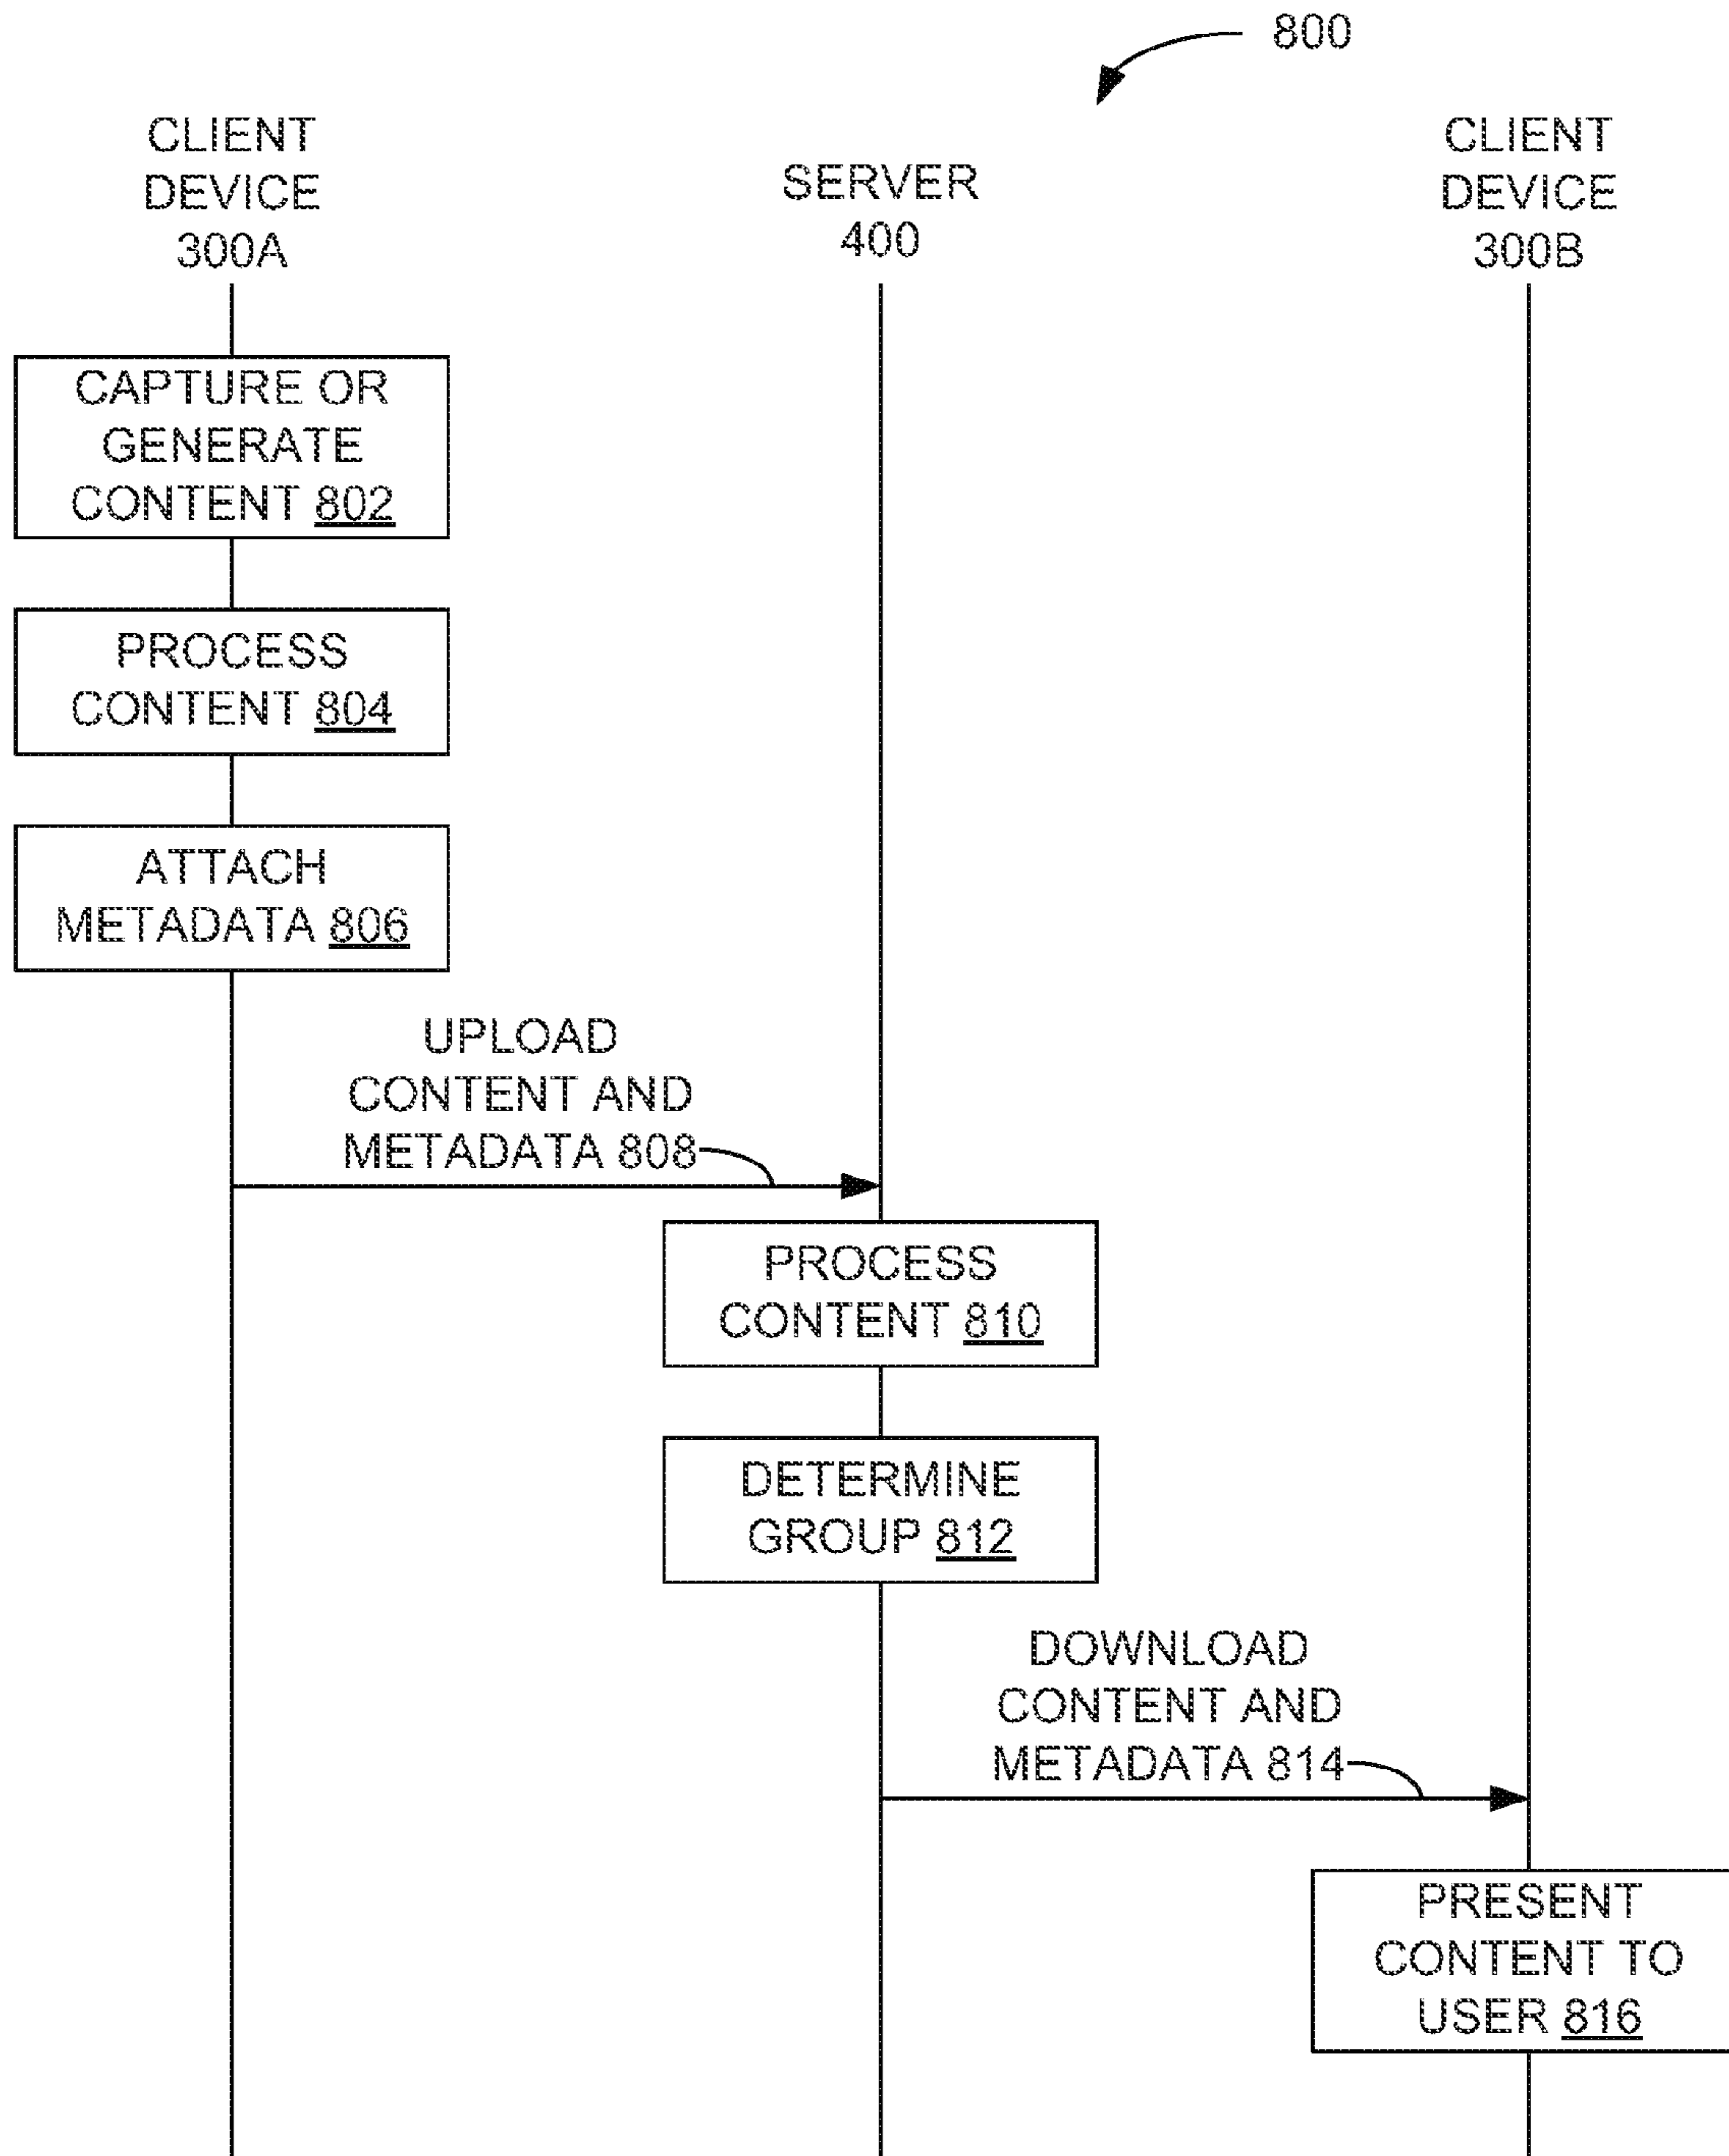 800
CLIENT
DEVICE
300A
SERVER
400
CLIENT
DEVICE
300B
CAPTURE OR
GENERATE
CONTENT 802
PROCESS
CONTENT 804
ATTACH
METADATA 806
UPLOAD
CONTENT AND
METADATA 808
PROCESS
CONTENT 810
DETERMINE
GROUP 812
DOWNLOAD
CONTENT AND
METADATA 814
PRESENT
CONTENT TO
USER 816